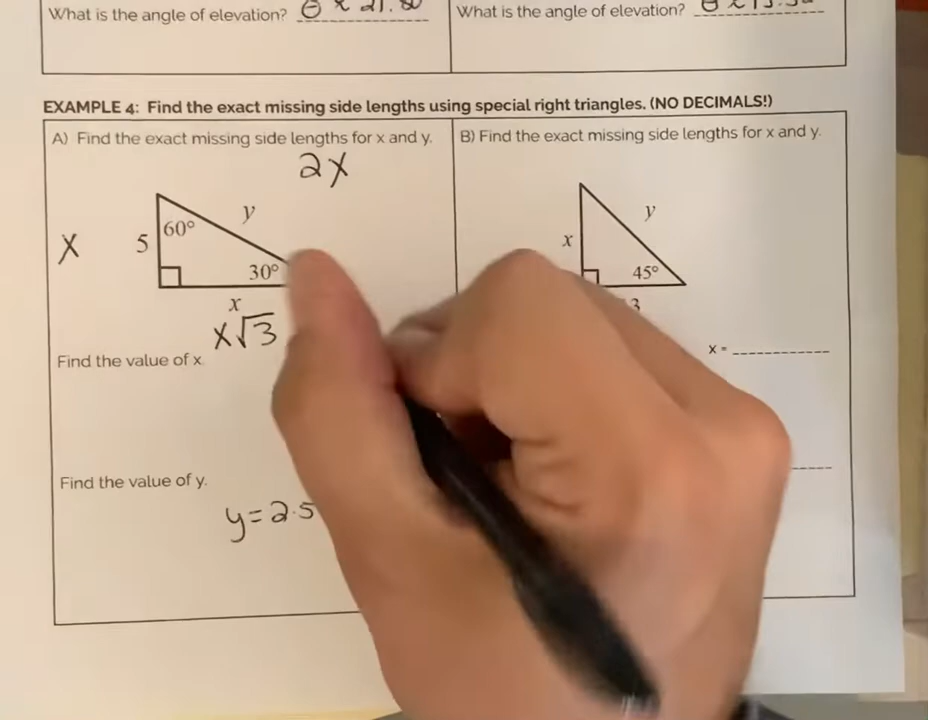 What is the angle of elevation? θ ≈ 21.80
What is the angle of elevation? θ ≈
EXAMPLE 4: Find the exact missing side lengths using special right triangles. (NO DECIMALS!)
A) Find the exact missing side lengths for x and y.
2x
60°
y
x
5
30°
x
x√3
Find the value of x.
Find the value of y.
y=2·5
B) Find the exact missing side lengths for x and y.
y
x
45°
3
x =